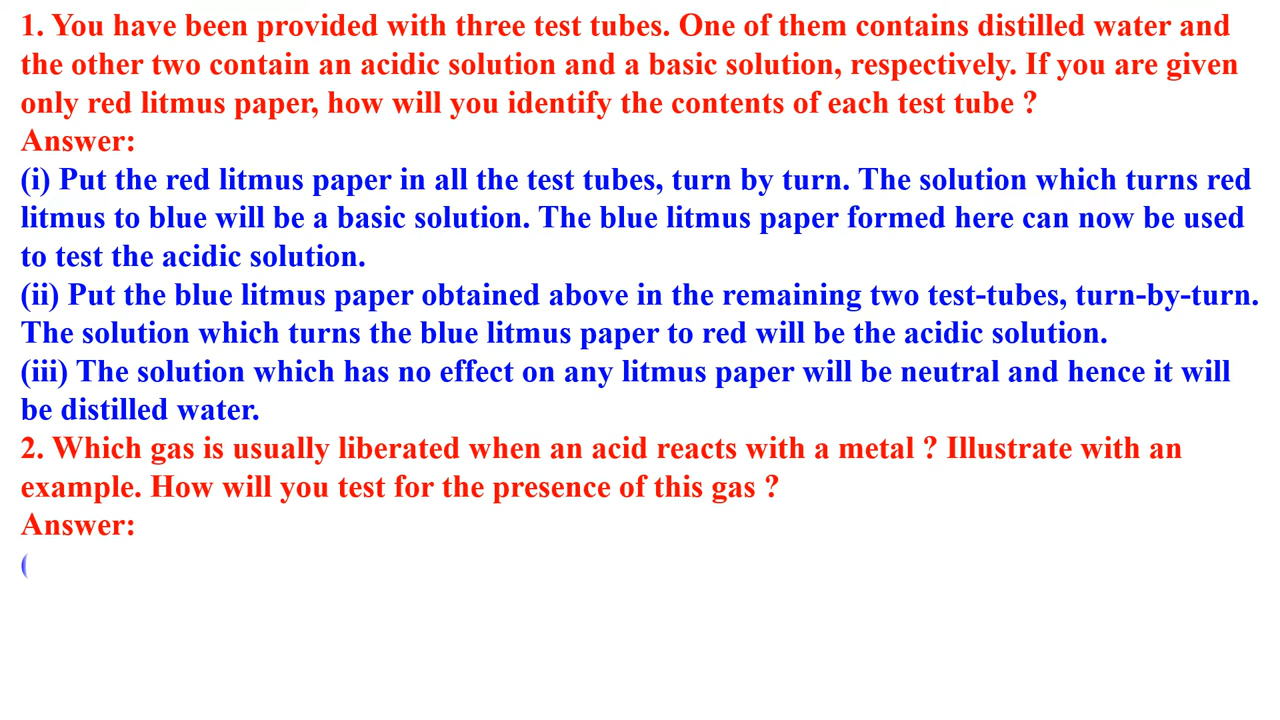 1. You have been provided with three test tubes. One of them contains distilled water and
the other two contain an acidic solution and a basic solution, respectively. If you are given
only red litmus paper, how will you identify the contents of each test tube ?
Answer:
(i) Put the red litmus paper in all the test tubes, turn by turn. The solution which turns red
litmus to blue will be a basic solution. The blue litmus paper formed here can now be used
to test the acidic solution.
(ii) Put the blue litmus paper obtained above in the remaining two test-tubes, turn-by-turn.
The solution which turns the blue litmus paper to red will be the acidic solution.
(iii) The solution which has no effect on any litmus paper will be neutral and hence it will
be distilled water.
2. Which gas is usually liberated when an acid reacts with a metal ? Illustrate with an
example. How will you test for the presence of this gas ?
Answer:
(